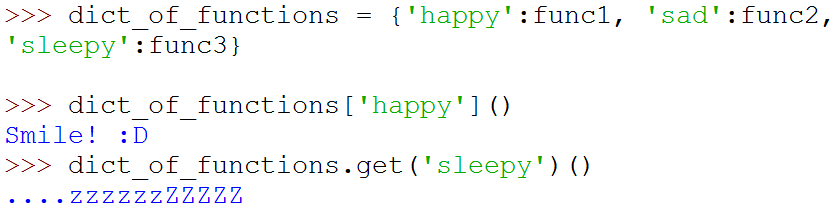 >>> dict_of_functions = {'happy':func1, 'sad':func2,
'sleepy':func3}
>>> dict_of_functions['happy']()
Smile! :D
>>> dict_of_functions.get('sleepy')()
....zzzzzzZZZZZ